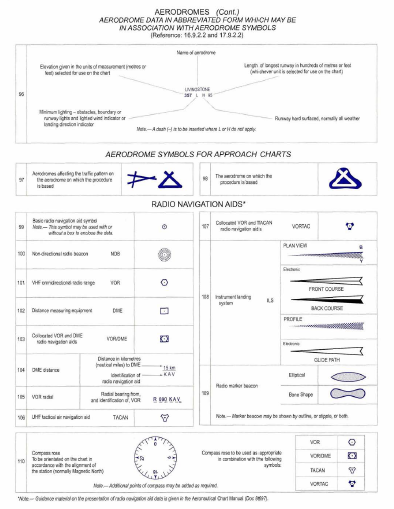 AERODROMES (Cont.)
AERODROME DATA IN ABBREVIATED FORM WHICH MAY BE
IN ASSOCIATION WITH AERODROME SYMBOLS
(Reference: 16.9.2.2 and 17.9.2.2)
96
Name of aerodrome
Elevation given in the units of measurement (metres or
feet) selected for use on the chart
Length of longest runway in hundreds of metres or feet
(whichever unit is selected for use on the chart)
LIVINGSTONE
357 L H 95
Minimum lighting – obstacles, boundary or
runway lights and lighted wind indicator or
landing direction indicator
Runway hard surfaced, normally all weather
Note.— A dash (–) is to be inserted where L or H do not apply.
AERODROME SYMBOLS FOR APPROACH CHARTS
97
Aerodromes affecting the traffic pattern on
the aerodrome on which the procedure
is based
98
The aerodrome on which the
procedure is based
RADIO NAVIGATION AIDS*
99
Basic radio navigation aid symbol
Note.— This symbol may be used with or
without a box to enclose the data.
100
Non-directional radio beacon
NDB
101
VHF omnidirectional radio range
VOR
102
Distance measuring equipment
DME
103
Collocated VOR and DME
radio navigation aids
VOR/DME
104
DME distance
Distance in kilometres
(nautical miles) to DME
15 km
Identification of
radio navigation aid
KAV
105
VOR radial
Radial bearing from,
and identification of, VOR
R 090 KAV
106
UHF tactical air navigation aid
TACAN
107
Collocated VOR and TACAN
radio navigation aids
VORTAC
108
Instrument landing
system
ILS
PLAN VIEW
Electronic
FRONT COURSE
BACK COURSE
PROFILE
Electronic
GLIDE PATH
109
Radio marker beacon
Elliptical
Bone Shape
Note.— Marker beacons may be shown by outline, or stipple, or both.
110
Compass rose
To be orientated on the chart in
accordance with the alignment of
the station (normally Magnetic North)
Compass rose to be used as appropriate
in combination with the following
symbols:
VOR
VOR/DME
TACAN
VORTAC
Note.— Additional points of compass may be added as required.
*Note.— Guidance material on the presentation of radio navigation aid data is given in the Aeronautical Chart Manual (Doc 8697).